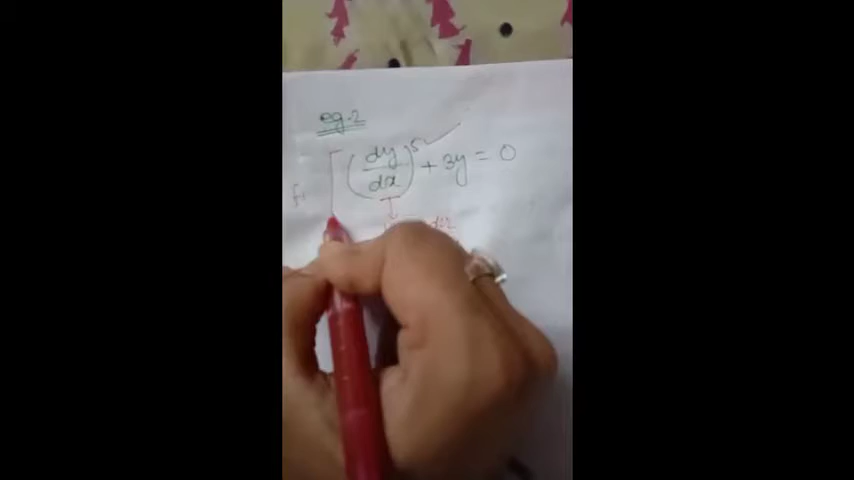 eg.2
(dy/dx)^5 + 3y = 0